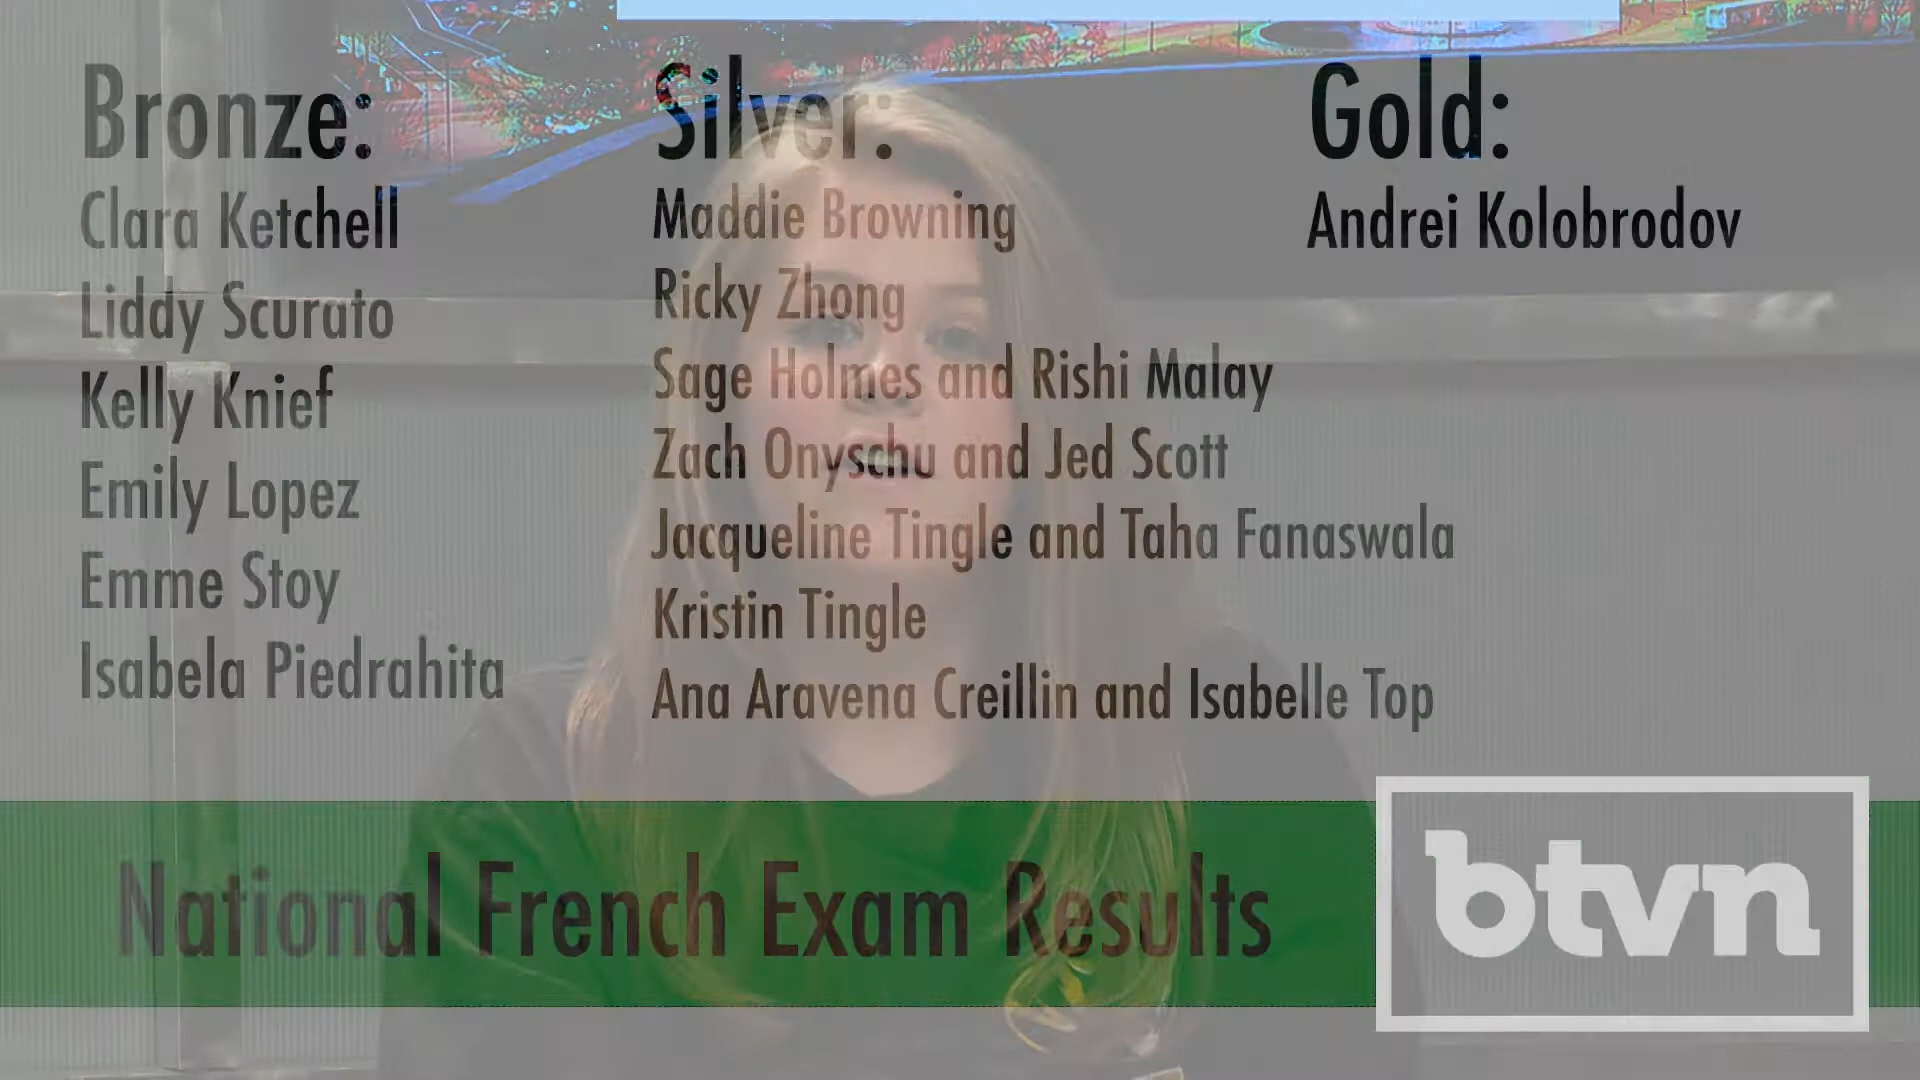 Bronze:
Clara Ketchell
Liddy Scurato
Kelly Knief
Emily Lopez
Emme Stoy
Isabela Piedrahita
Silver:
Maddie Browning
Ricky Zhong
Sage Holmes and Rishi Malay
Zach Onyschu and Jed Scott
Jacqueline Tingle and Taha Fanaswala
Kristin Tingle
Ana Aravena Creillin and Isabelle Top
Gold:
Andrei Kolobrodov
National French Exam Results
btvn